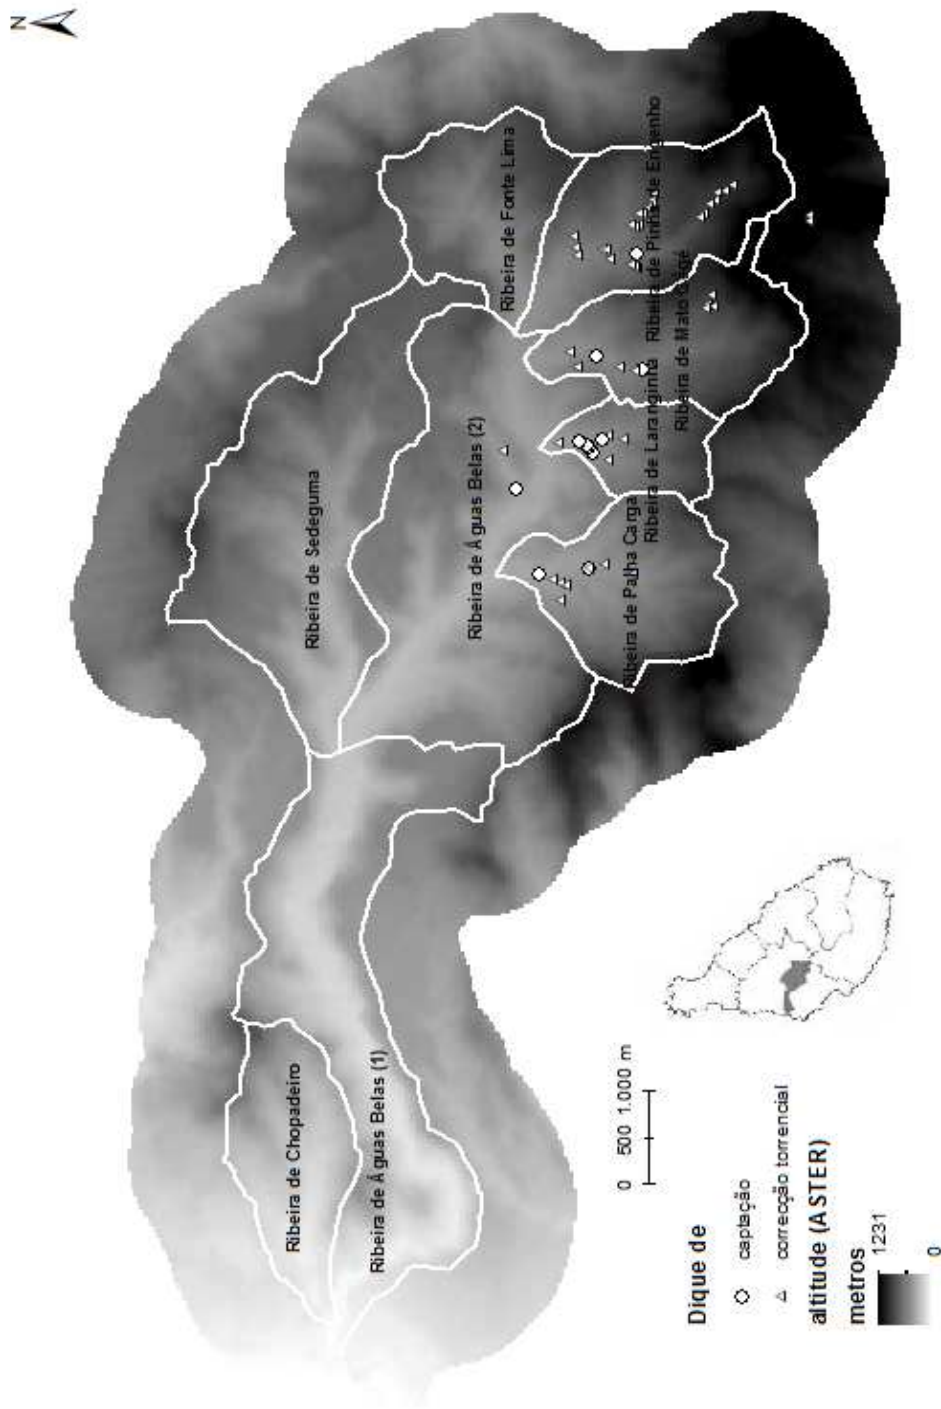 N
Ribeira de Chopadeiro
Ribeira de Sedeguma
Ribeira de Águas Belas (1)
Ribeira de Águas Belas (2)
Ribeira de Fonte Lima
Ribeira de Palha Carga
Ribeira de Laranginha
Ribeira de Pinha de Engenho
Ribeira de Mato
0 500 1.000 m
Dique de
captação
correcção torrencial
altitude (ASTER)
metros
1231
0